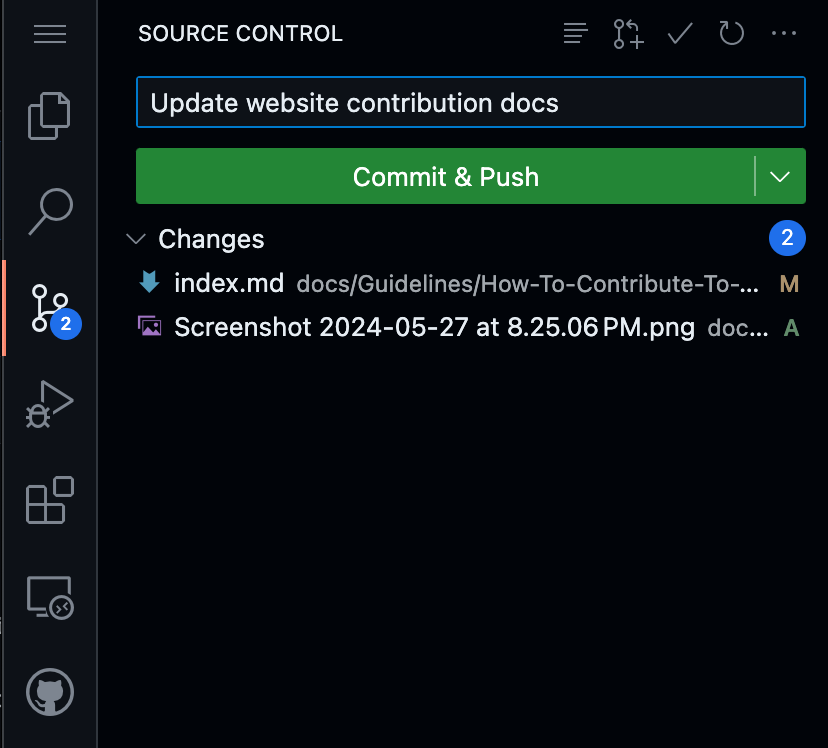 SOURCE CONTROL
Update website contribution docs
Commit & Push
Changes 2
index.md docs/Guidelines/How-To-Contribute-To-... M
Screenshot 2024-05-27 at 8.25.06 PM.png doc... A
2